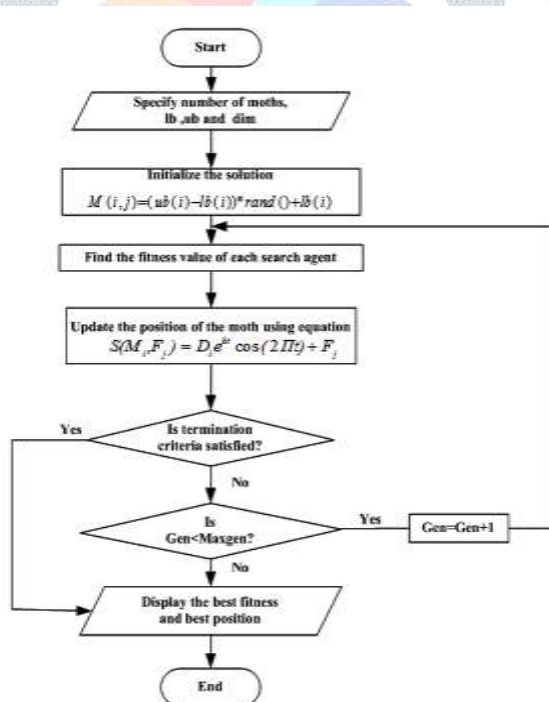 Start
Specify number of moths,
lb ,ub and dim
Initialize the solution
M (i,j)=(ub(i)-lb(i))*rand ()+lb(i)
Find the fitness value of each search agent
Update the position of the moth using equation
S(M_i,F_j) = D_i e^{bt} cos(2Πt) + F_j
Yes
Is termination
criteria satisfied?
No
Is
Gen<Maxgen?
Yes
Gen=Gen+1
No
Display the best fitness
and best position
End